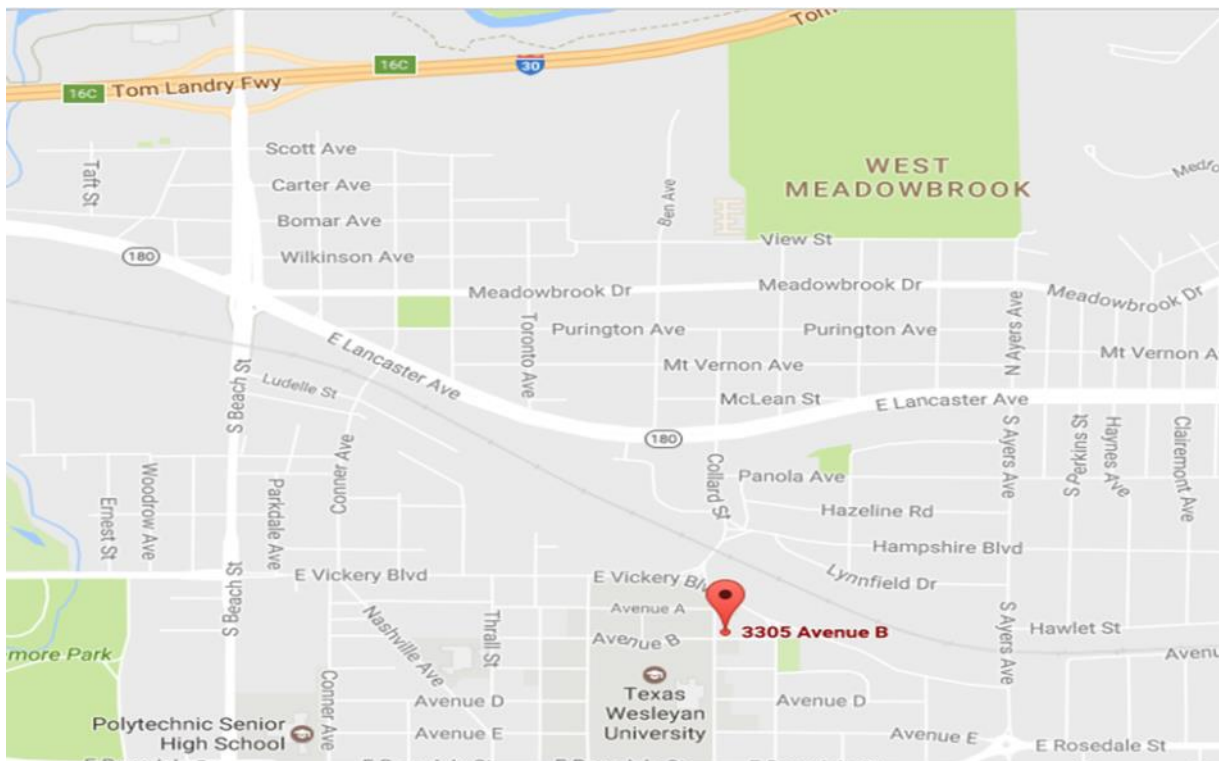 Tom
16C
30
16C
Tom Landry Fwy
Scott Ave
Taft St
WEST
MEADOWBROOK
Carter Ave
Ben Ave
Bomar Ave
View St
180
Wilkinson Ave
Meadowbrook Dr
Meadowbrook Dr
Meadowbrook Dr
Toronto Ave
Purington Ave
Purington Ave
N Ayers Ave
E Lancaster Ave
Mt Vernon Ave
Mt Vernon A
S Beach St
Ludelle St
McLean St
E Lancaster Ave
180
Conner Ave
Collard St
S Ayers Ave
S Perkins St
Haynes Ave
Clairemont Ave
Ernest St
Woodrow Ave
Parkdale Ave
Panola Ave
Hazeline Rd
Hampshire Blvd
E Vickery Blvd
E Vickery Blv
Lynnfield Dr
S Beach St
Nashville Ave
Thrall St
Avenue A
3305 Avenue B
Avenue B
S Ayers Ave
Hawlet St
more Park
Avenu
Texas
Wesleyan
University
Conner Ave
Avenue D
Avenue D
Polytechnic Senior
High School
Avenue E
Avenue E
E Rosedale St